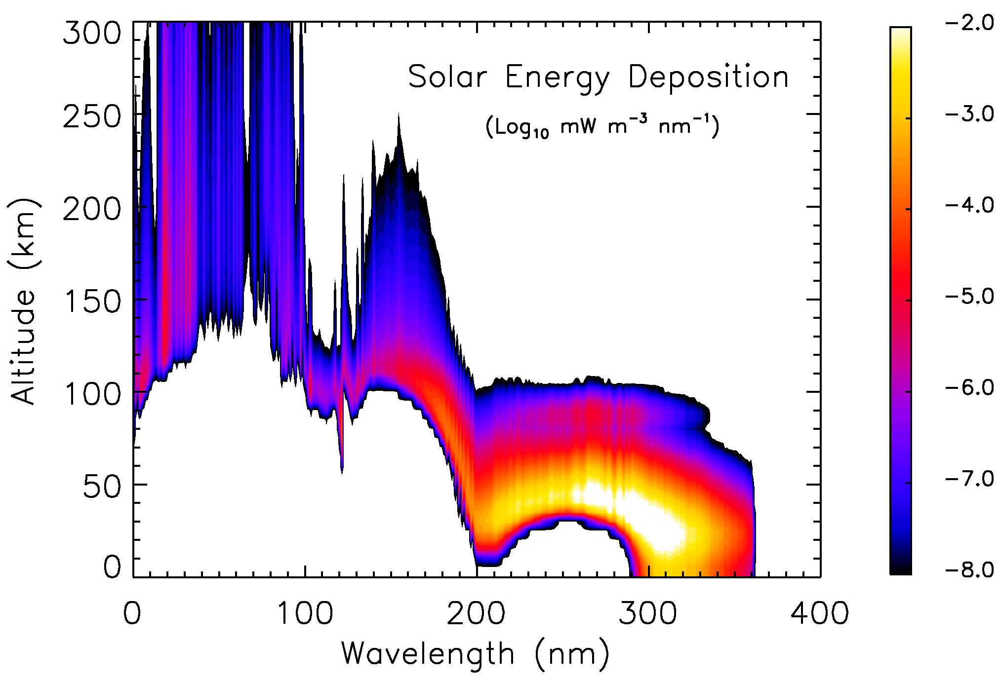 Solar Energy Deposition
(Log₁₀ mW m⁻³ nm⁻¹)
Altitude (km)
300
250
200
150
100
50
0
0 100 200 300 400
Wavelength (nm)
−2.0
−3.0
−4.0
−5.0
−6.0
−7.0
−8.0